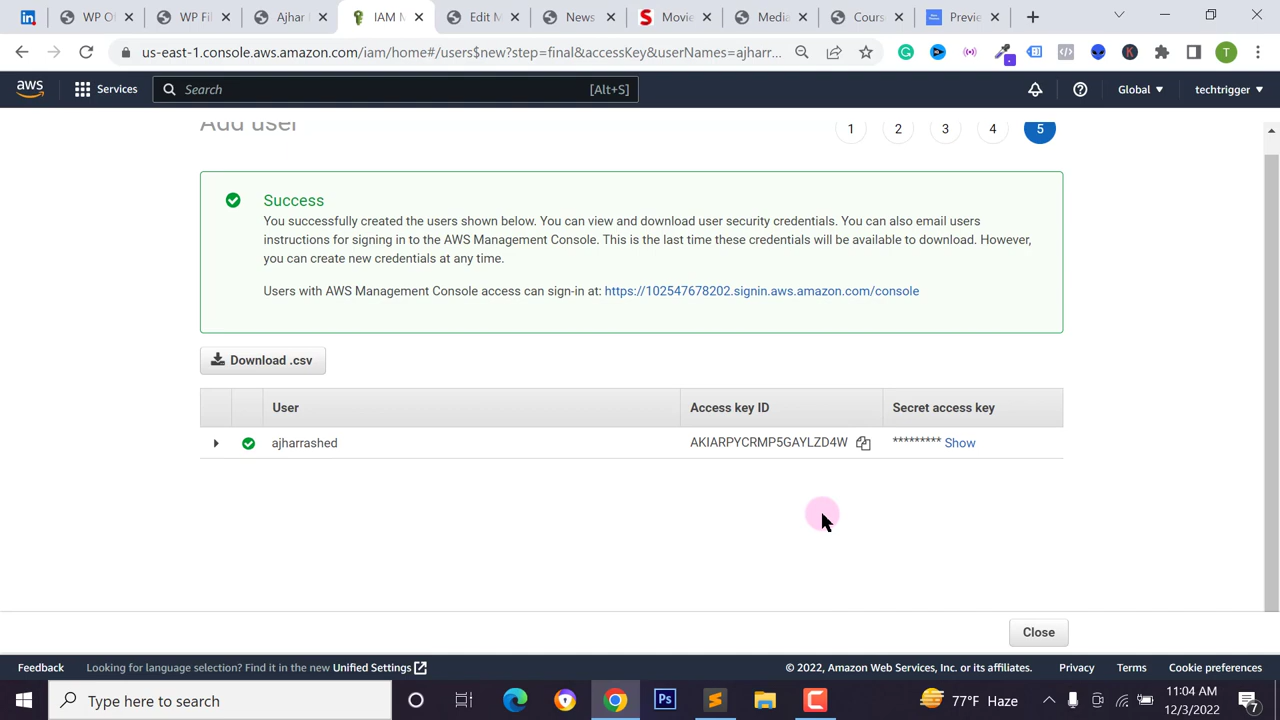 WP O
WP Fil
Ajhar
IAM M
Edit M
News
Movie
Media
Cours
Previe
us-east-1.console.aws.amazon.com/iam/home#/users$new?step=final&accessKey&userNames=ajharr...
T
aws
Services
Search
[Alt+S]
Global
techtrigger
Add user
1
2
3
4
5
Success
You successfully created the users shown below. You can view and download user security credentials. You can also email users
instructions for signing in to the AWS Management Console. This is the last time these credentials will be available to download. However,
you can create new credentials at any time.
Users with AWS Management Console access can sign-in at: https://102547678202.signin.aws.amazon.com/console
Download .csv
User
Access key ID
Secret access key
ajharrashed
AKIARPYCRMP5GAYLZD4W
********* Show
Close
Feedback
Looking for language selection? Find it in the new Unified Settings
© 2022, Amazon Web Services, Inc. or its affiliates.
Privacy
Terms
Cookie preferences
Type here to search
Ps
77°F Haze
11:04 AM
12/3/2022
7